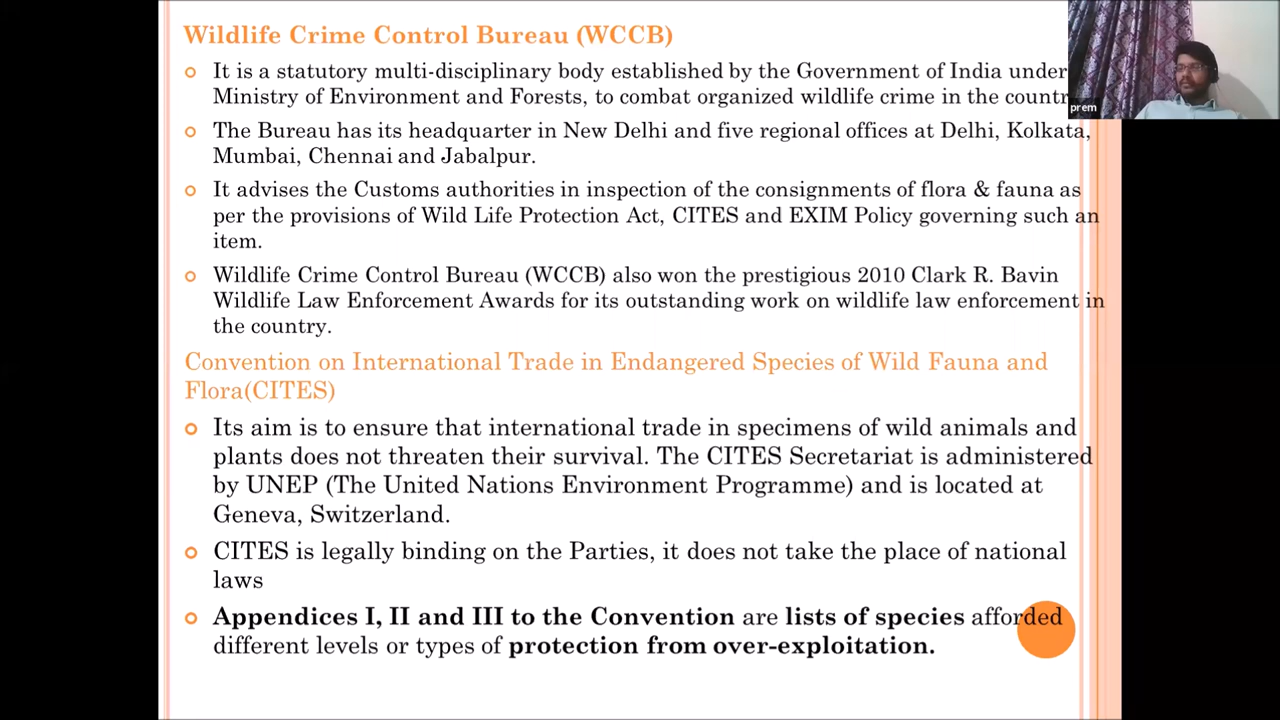 Wildlife Crime Control Bureau (WCCB)
It is a statutory multi-disciplinary body established by the Government of India under
Ministry of Environment and Forests, to combat organized wildlife crime in the countr
prem
The Bureau has its headquarter in New Delhi and five regional offices at Delhi, Kolkata,
Mumbai, Chennai and Jabalpur.
It advises the Customs authorities in inspection of the consignments of flora & fauna as
per the provisions of Wild Life Protection Act, CITES and EXIM Policy governing such an
item.
Wildlife Crime Control Bureau (WCCB) also won the prestigious 2010 Clark R. Bavin
Wildlife Law Enforcement Awards for its outstanding work on wildlife law enforcement in
the country.
Convention on International Trade in Endangered Species of Wild Fauna and
Flora(CITES)
Its aim is to ensure that international trade in specimens of wild animals and
plants does not threaten their survival. The CITES Secretariat is administered
by UNEP (The United Nations Environment Programme) and is located at
Geneva, Switzerland.
CITES is legally binding on the Parties, it does not take the place of national
laws
Appendices I, II and III to the Convention are lists of species afforded
different levels or types of protection from over-exploitation.